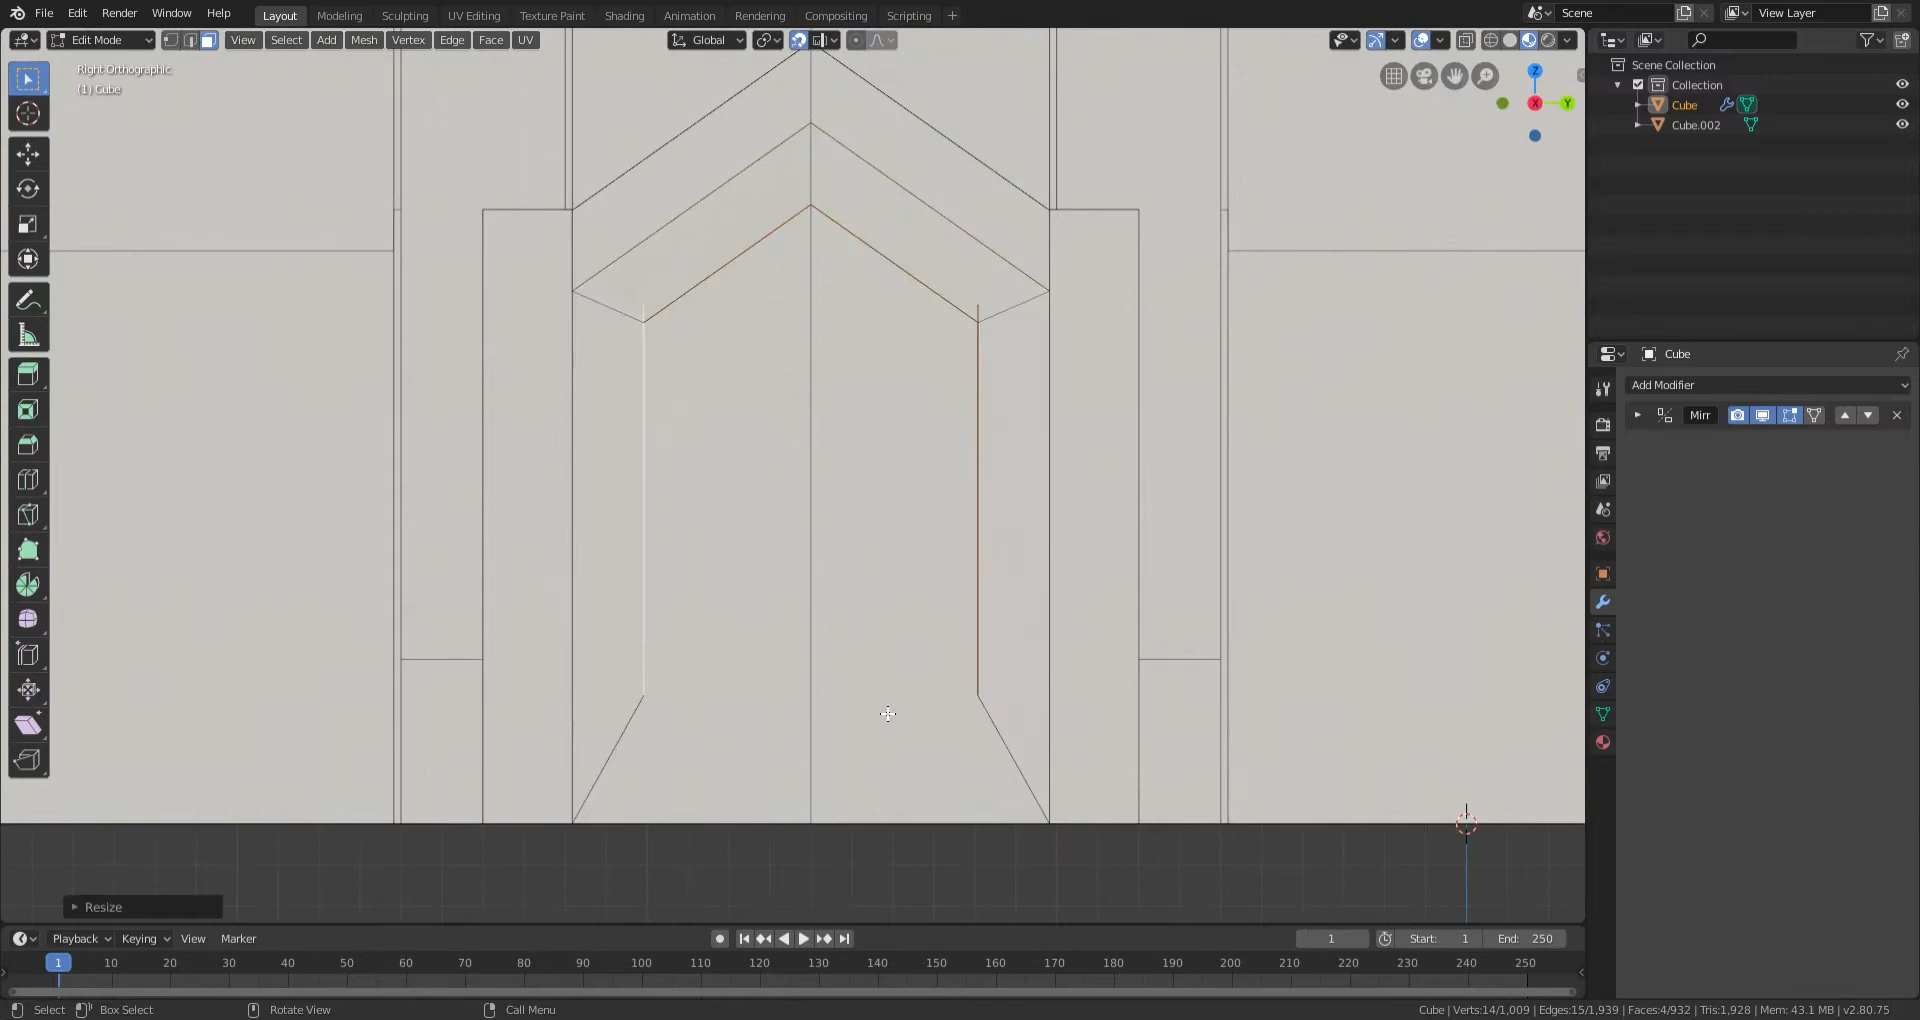 File Edit Render Window Help Layout Modeling Sculpting UV Editing Texture Paint Shading Animation Rendering Compositing Scripting + Scene View Layer
Edit Mode View Select Add Mesh Vertex Edge Face UV Global
Right Orthographic
(1) Cube
Z
X
Y
Scene Collection
Collection
Cube
Cube.002
Cube
Add Modifier
Mirr
Resize
Playback Keying View Marker 1 Start: 1 End: 250
1 10 20 30 40 50 60 70 80 90 100 110 120 130 140 150 160 170 180 190 200 210 220 230 240 250
Select Box Select Rotate View Call Menu Cube | Verts:14/1,009 | Edges:15/1,939 | Faces:4/932 | Tris:1,928 | Mem: 43.1 MB | v2.80.75